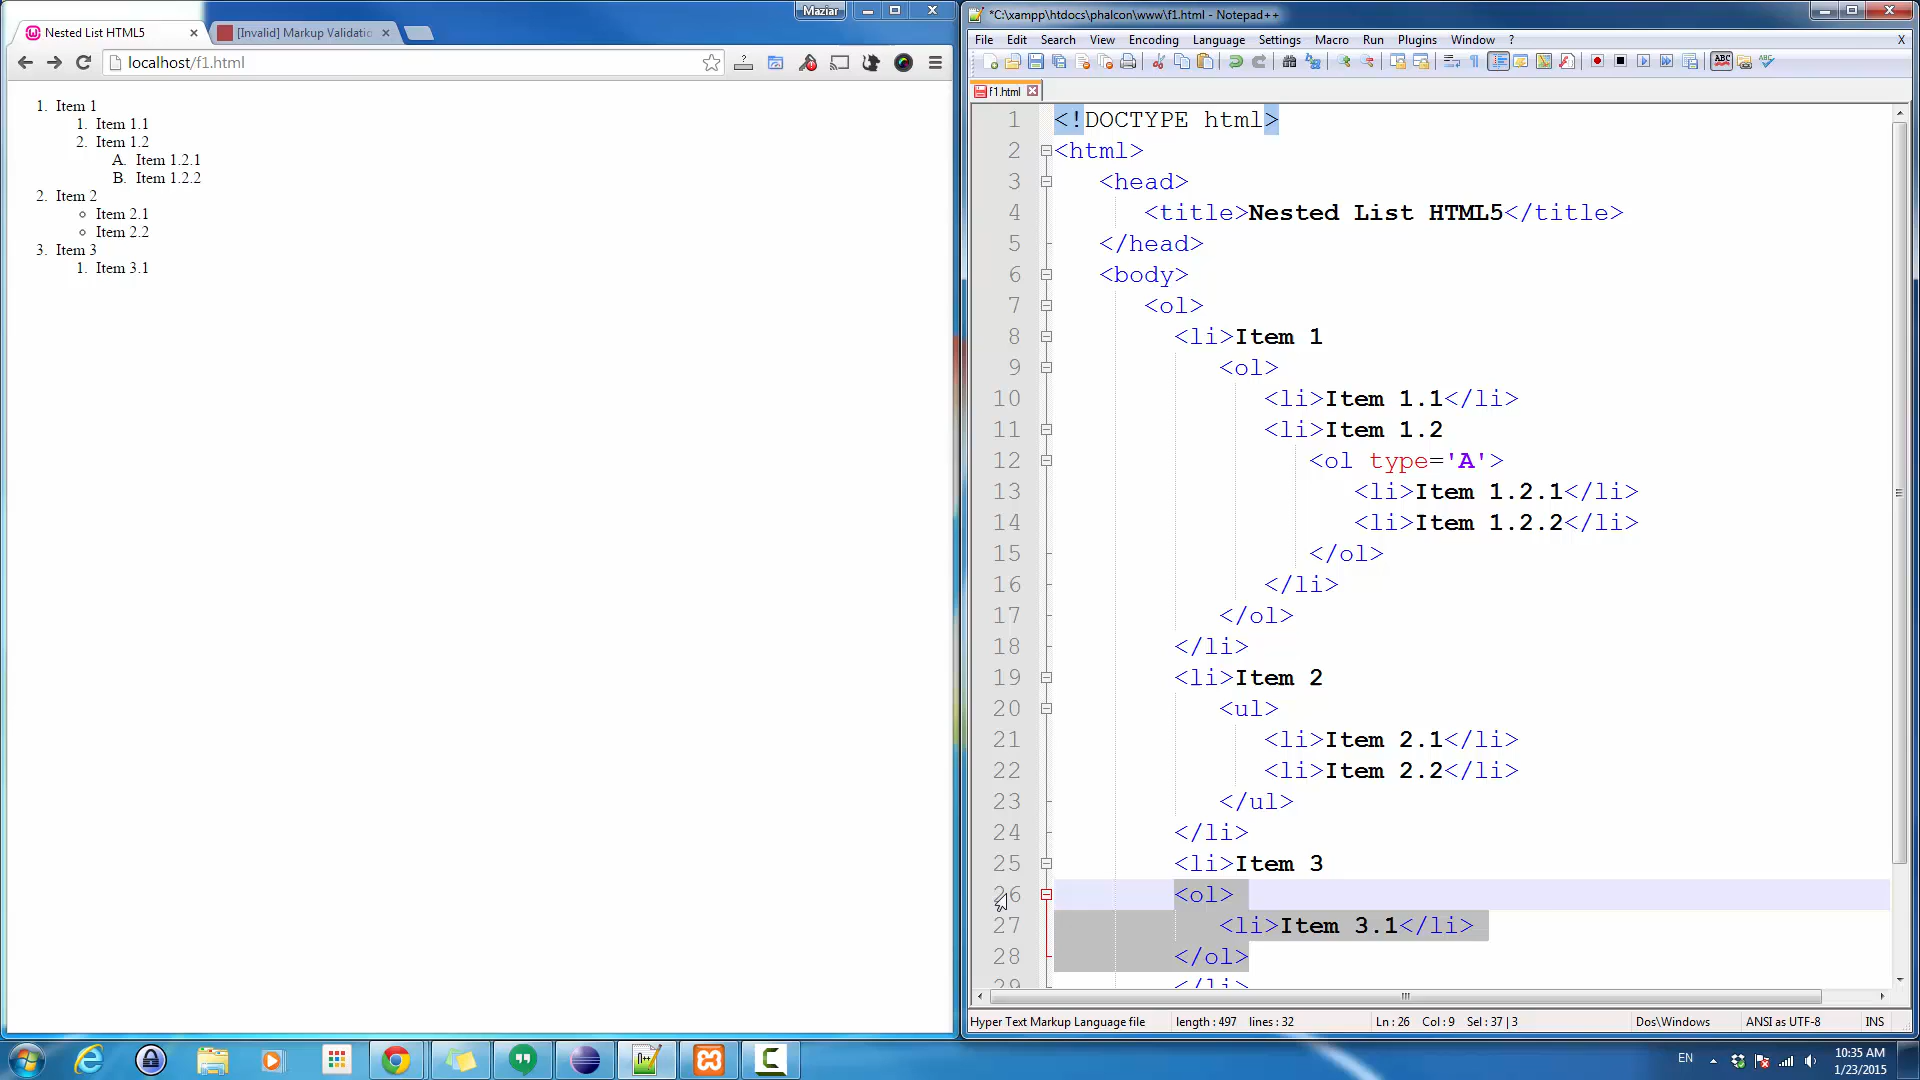 Maziar
Nested List HTML5
[Invalid] Markup Validatio
localhost/f1.html
1. Item 1
1. Item 1.1
2. Item 1.2
A. Item 1.2.1
B. Item 1.2.2
2. Item 2
Item 2.1
Item 2.2
3. Item 3
1. Item 3.1
*C:\xampp\htdocs\phalcon\www\f1.html - Notepad++
File Edit Search View Encoding Language Settings Macro Run Plugins Window ? X
f1.html
1 <!DOCTYPE html>
2 <html>
3 <head>
4 <title>Nested List HTML5</title>
5 </head>
6 <body>
7 <ol>
8 <li>Item 1
9 <ol>
10 <li>Item 1.1</li>
11 <li>Item 1.2
12 <ol type='A'>
13 <li>Item 1.2.1</li>
14 <li>Item 1.2.2</li>
15 </ol>
16 </li>
17 </ol>
18 </li>
19 <li>Item 2
20 <ul>
21 <li>Item 2.1</li>
22 <li>Item 2.2</li>
23 </ul>
24 </li>
25 <li>Item 3
26 <ol>
27 <li>Item 3.1</li>
28 </ol>
29 </li>
Hyper Text Markup Language file length : 497 lines : 32 Ln : 26 Col : 9 Sel : 37 | 3 Dos\Windows ANSI as UTF-8 INS
EN
10:35 AM
1/23/2015